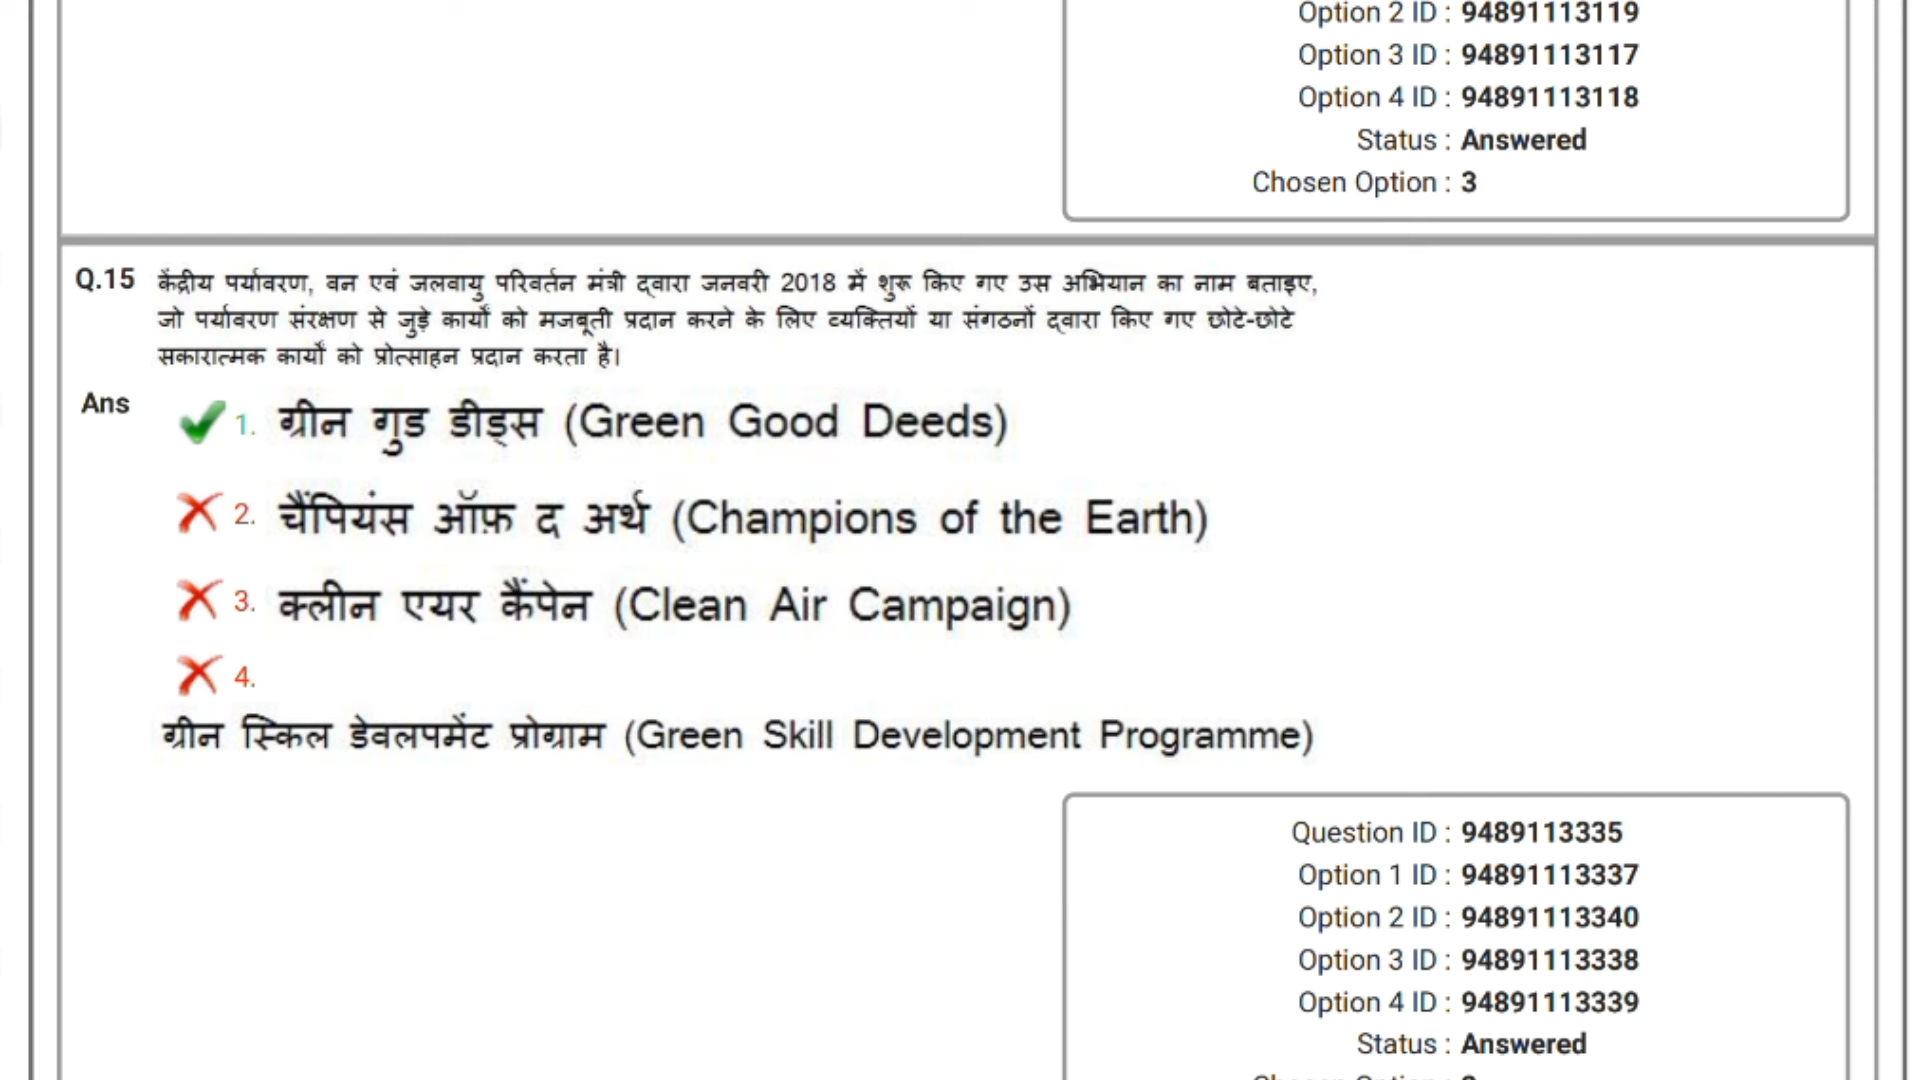 Option 2 ID : 94891113119
Option 3 ID : 94891113117
Option 4 ID : 94891113118
Status : Answered
Chosen Option : 3
Q.15 केंद्रीय पर्यावरण, वन एवं जलवायु परिवर्तन मंत्री द्वारा जनवरी 2018 में शुरू किए गए उस अभियान का नाम बताइए,
जो पर्यावरण संरक्षण से जुड़े कार्यों को मजबूती प्रदान करने के लिए व्यक्तियों या संगठनों द्वारा किए गए छोटे-छोटे
सकारात्मक कार्यों को प्रोत्साहन प्रदान करता है।
Ans
1. ग्रीन गुड डीड्स (Green Good Deeds)
2. चैंपियंस ऑफ़ द अर्थ (Champions of the Earth)
3. क्लीन एयर कैंपेन (Clean Air Campaign)
4.
ग्रीन स्किल डेवलपमेंट प्रोग्राम (Green Skill Development Programme)
Question ID : 9489113335
Option 1 ID : 94891113337
Option 2 ID : 94891113340
Option 3 ID : 94891113338
Option 4 ID : 94891113339
Status : Answered